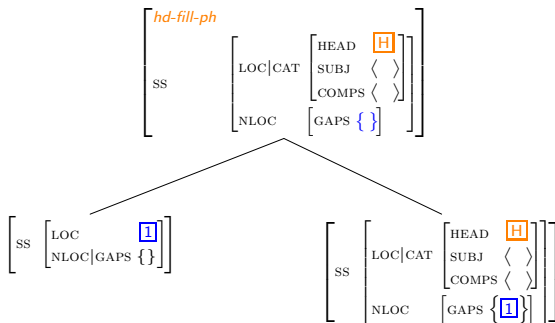 hd-fill-ph
HEAD H
SS LOC|CAT SUBJ ⟨ ⟩
COMPS ⟨ ⟩
NLOC [GAPS { }]
SS LOC 1
NLOC|GAPS {}
HEAD H
SS LOC|CAT SUBJ ⟨ ⟩
COMPS ⟨ ⟩
NLOC [GAPS { 1 }]